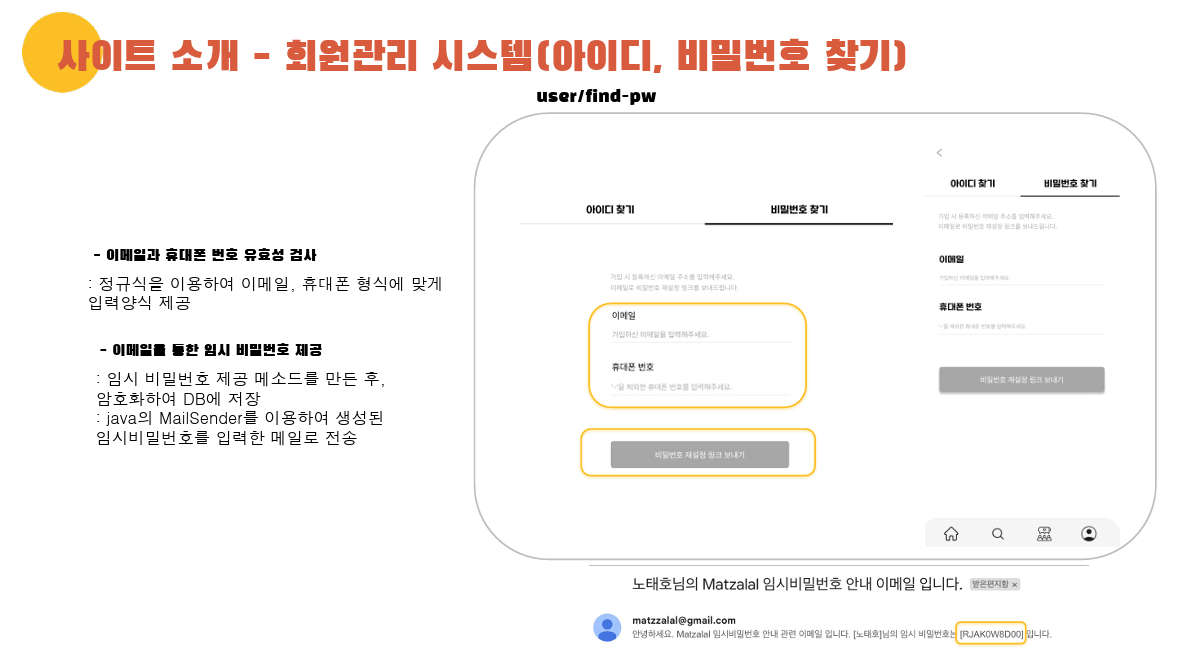 사이트 소개 - 회원관리 시스템(아이디, 비밀번호 찾기)
user/find-pw
- 이메일과 휴대폰 번호 유효성 검사
: 정규식을 이용하여 이메일, 휴대폰 형식에 맞게
입력양식 제공
- 이메일을 통한 임시 비밀번호 제공
: 임시 비밀번호 제공 메소드를 만든 후,
암호화하여 DB에 저장
: java의 MailSender를 이용하여 생성된
임시비밀번호를 입력한 메일로 전송
아이디 찾기 비밀번호 찾기
가입 시 등록하신 이메일 주소를 입력해주세요.
이메일로 비밀번호 재설정 링크를 보내드립니다.
이메일
가입하신 이메일을 입력해주세요.
휴대폰 번호
'-'을 제외한 휴대폰 번호를 입력해주세요.
비밀번호 재설정 링크 보내기
<
아이디 찾기 비밀번호 찾기
가입 시 등록하신 이메일 주소를 입력해주세요.
이메일로 비밀번호 재설정 링크를 보내드립니다.
이메일
가입하신 이메일을 입력해주세요.
휴대폰 번호
'-'을 제외한 휴대폰 번호를 입력해주세요.
비밀번호 재설정 링크 보내기
노태호님의 Matzalal 임시비밀번호 안내 이메일 입니다. 받은편지함 ×
matzzalal@gmail.com
안녕하세요. Matzalal 임시비밀번호 안내 관련 이메일 입니다. [노태호]님의 임시 비밀번호는 [RJAK0W8D00] 입니다.